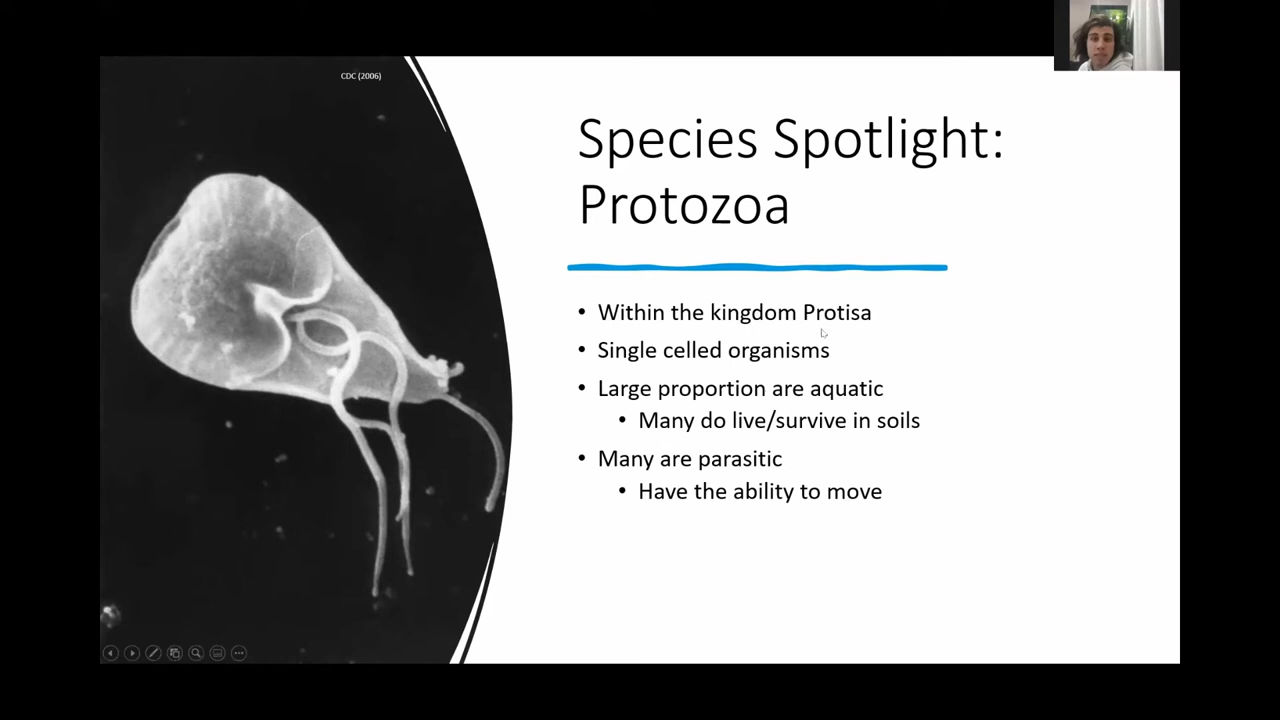 CDC (2006)
Species Spotlight:
Protozoa
• Within the kingdom Protisa
• Single celled organisms
• Large proportion are aquatic
• Many do live/survive in soils
• Many are parasitic
• Have the ability to move